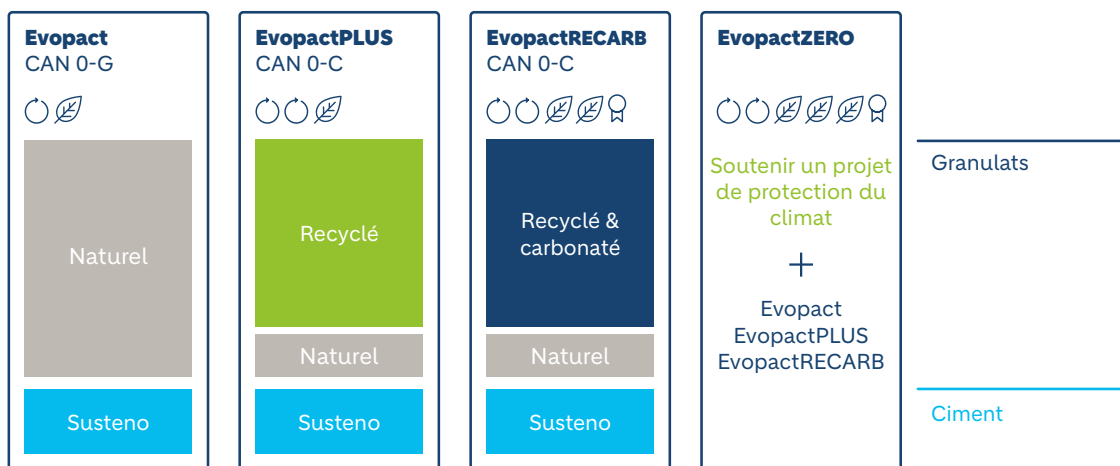 Evopact
CAN 0-G
Naturel
Susteno
EvopactPLUS
CAN 0-C
Recyclé
Naturel
Susteno
EvopactRECARB
CAN 0-C
Recyclé &
carbonaté
Naturel
Susteno
EvopactZERO
Soutenir un projet
de protection du
climat
+
Evopact
EvopactPLUS
EvopactRECARB
Granulats
Ciment